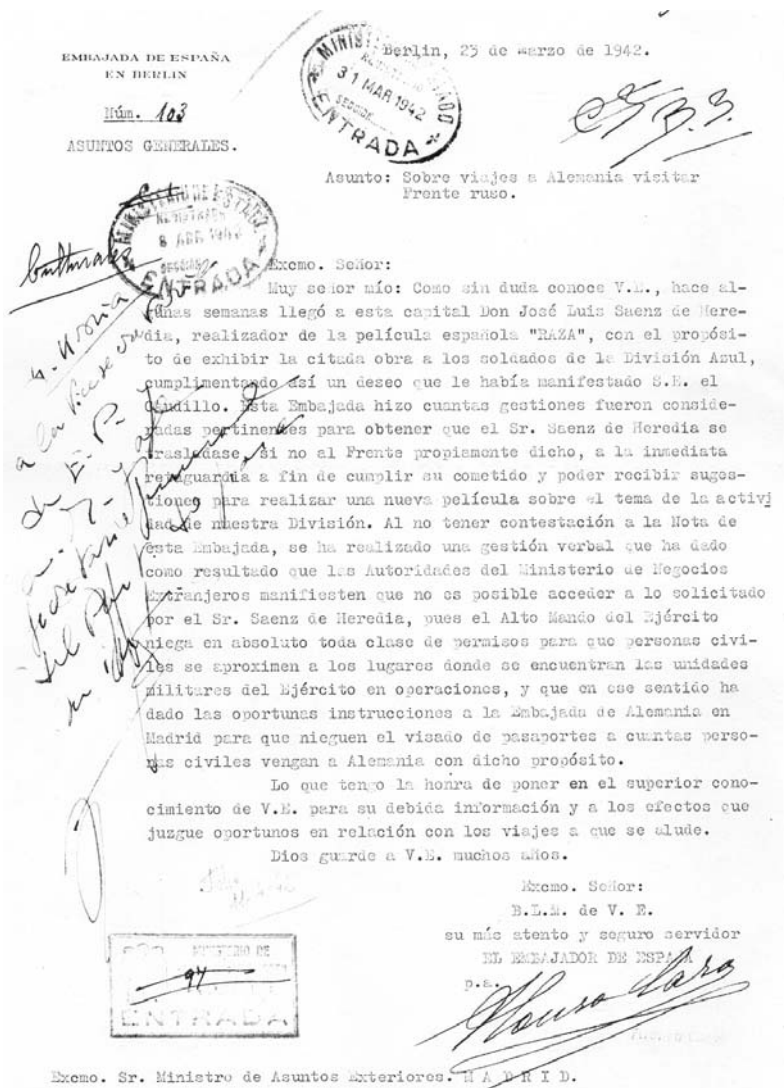 EMBAJADA DE ESPAÑA
EN BERLIN
Núm. 103
ASUNTOS GENERALES.
Berlin, 23 de Marzo de 1942.
31 MAR 1942
ENTRADA
Asunto: Sobre viajes a Alemania visitar
Frente ruso.
MINISTERIO DE ESTADO
8 ABR 1942
ENTRADA
culturales
Excmo. Señor:
Muy señor mío: Como sin duda conoce V.E., hace al-
gunas semanas llegó a esta capital Don José Luis Saenz de Here-
dia, realizador de la película española "RAZA", con el propósi-
to de exhibir la citada obra a los soldados de la División Azul,
cumplimentando así un deseo que le había manifestado S.E. el
Caudillo. Esta Embajada hizo cuantas gestiones fueron conside-
radas pertinentes para obtener que el Sr. Saenz de Heredia se
trasladase, si no al Frente propiamente dicho, a la inmediata
retaguardia a fin de cumplir su cometido y poder recibir suges-
tiones para realizar una nueva película sobre el tema de la activi
dad de nuestra División. Al no tener contestación a la Nota de
esta Embajada, se ha realizado una gestión verbal que ha dado
como resultado que las Autoridades del Ministerio de Negocios
Extranjeros manifiesten que no es posible acceder a lo solicitado
por el Sr. Saenz de Heredia, pues el Alto Mando del Ejército
niega en absoluto toda clase de permisos para que personas civi-
les se aproximen a los lugares donde se encuentran las unidades
militares del Ejército en operaciones, y que en ese sentido ha
dado las oportunas instrucciones a la Embajada de Alemania en
Madrid para que nieguen el visado de pasaportes a cuantas perso-
nas civiles vengan a Alemania con dicho propósito.
Lo que tengo la honra de poner en el superior cono-
cimiento de V.E. para su debida información y a los efectos que
juzgue oportunos en relación con los viajes a que se alude.
Dios guarde a V.E. muchos años.
Excmo. Señor:
B.L.M. de V. E.
su más atento y seguro servidor
EL EMBAJADOR DE ESPAÑA
p.a.
MINISTERIO DE
94
ENTRADA
Excmo. Sr. Ministro de Asuntos Exteriores. M A D R I D.